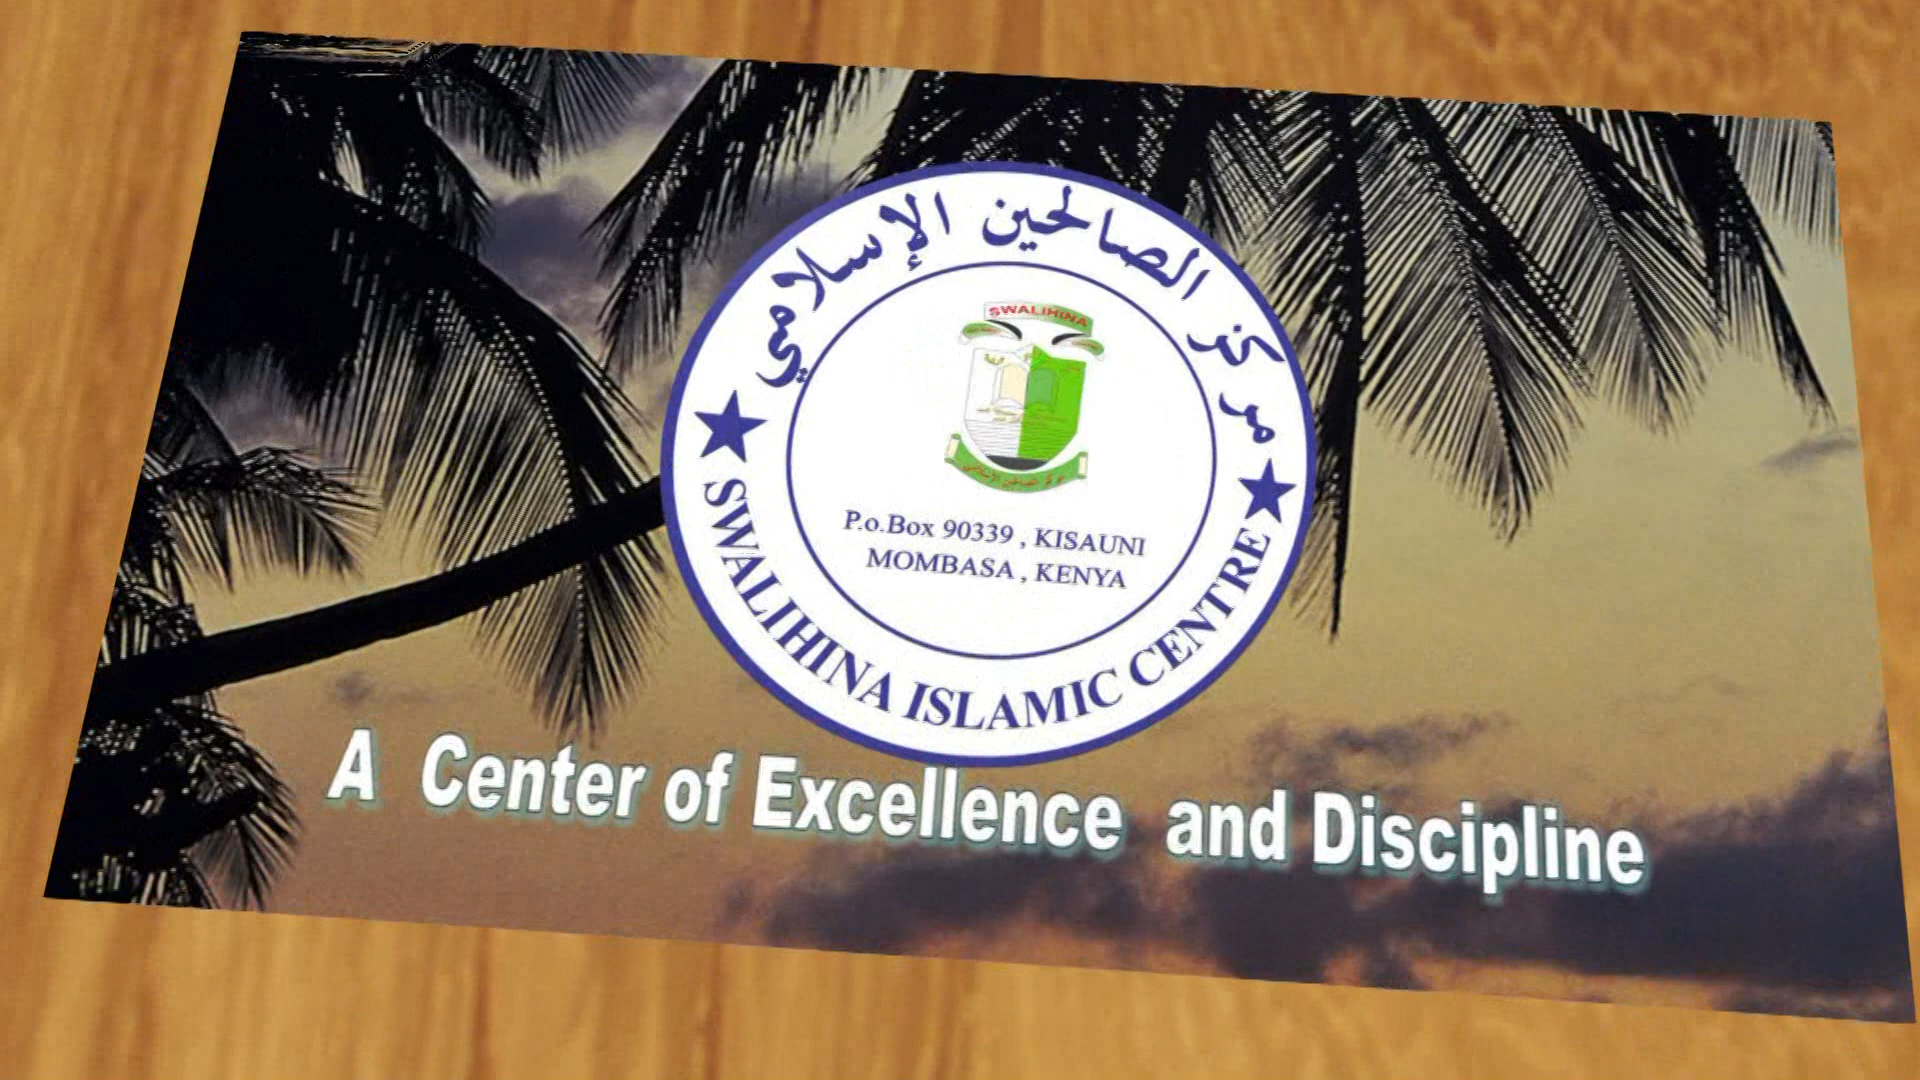 مركز الصالحين الإسلامي
SWALIHINA
P.o.Box 90339 , KISAUNI
MOMBASA , KENYA
SWALIHINA ISLAMIC CENTRE
A Center of Excellence and Discipline